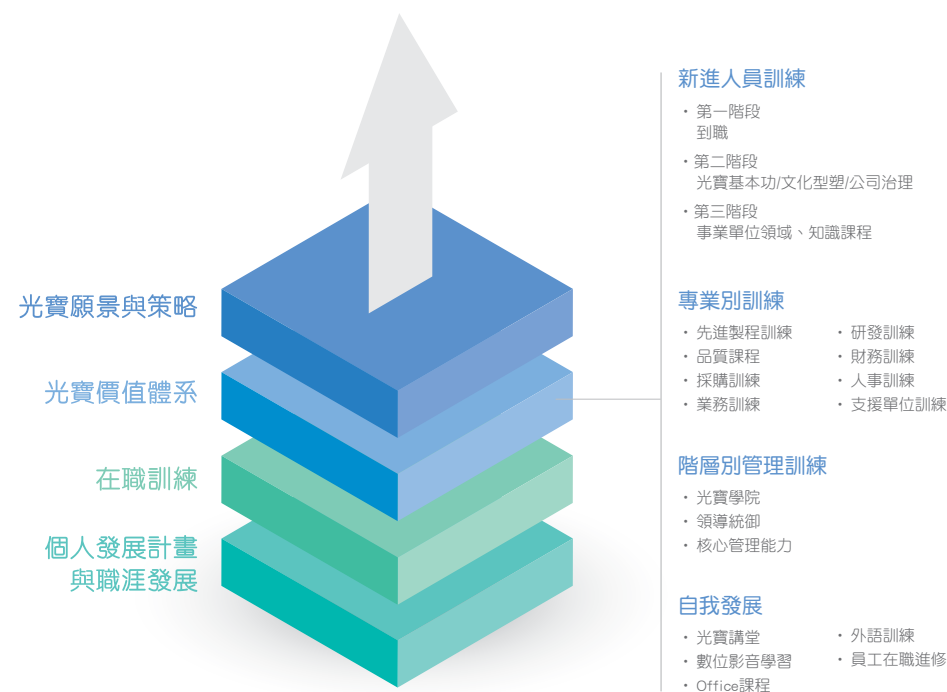 光寶願景與策略
光寶價值體系
在職訓練
個人發展計畫
與職涯發展
新進人員訓練
・第一階段
到職
・第二階段
光寶基本功/文化型塑/公司治理
・第三階段
事業單位領域、知識課程
專業別訓練
・先進製程訓練
・品質課程
・採購訓練
・業務訓練
・研發訓練
・財務訓練
・人事訓練
・支援單位訓練
階層別管理訓練
・光寶學院
・領導統御
・核心管理能力
自我發展
・光寶講堂
・數位影音學習
・Office課程
・外語訓練
・員工在職進修